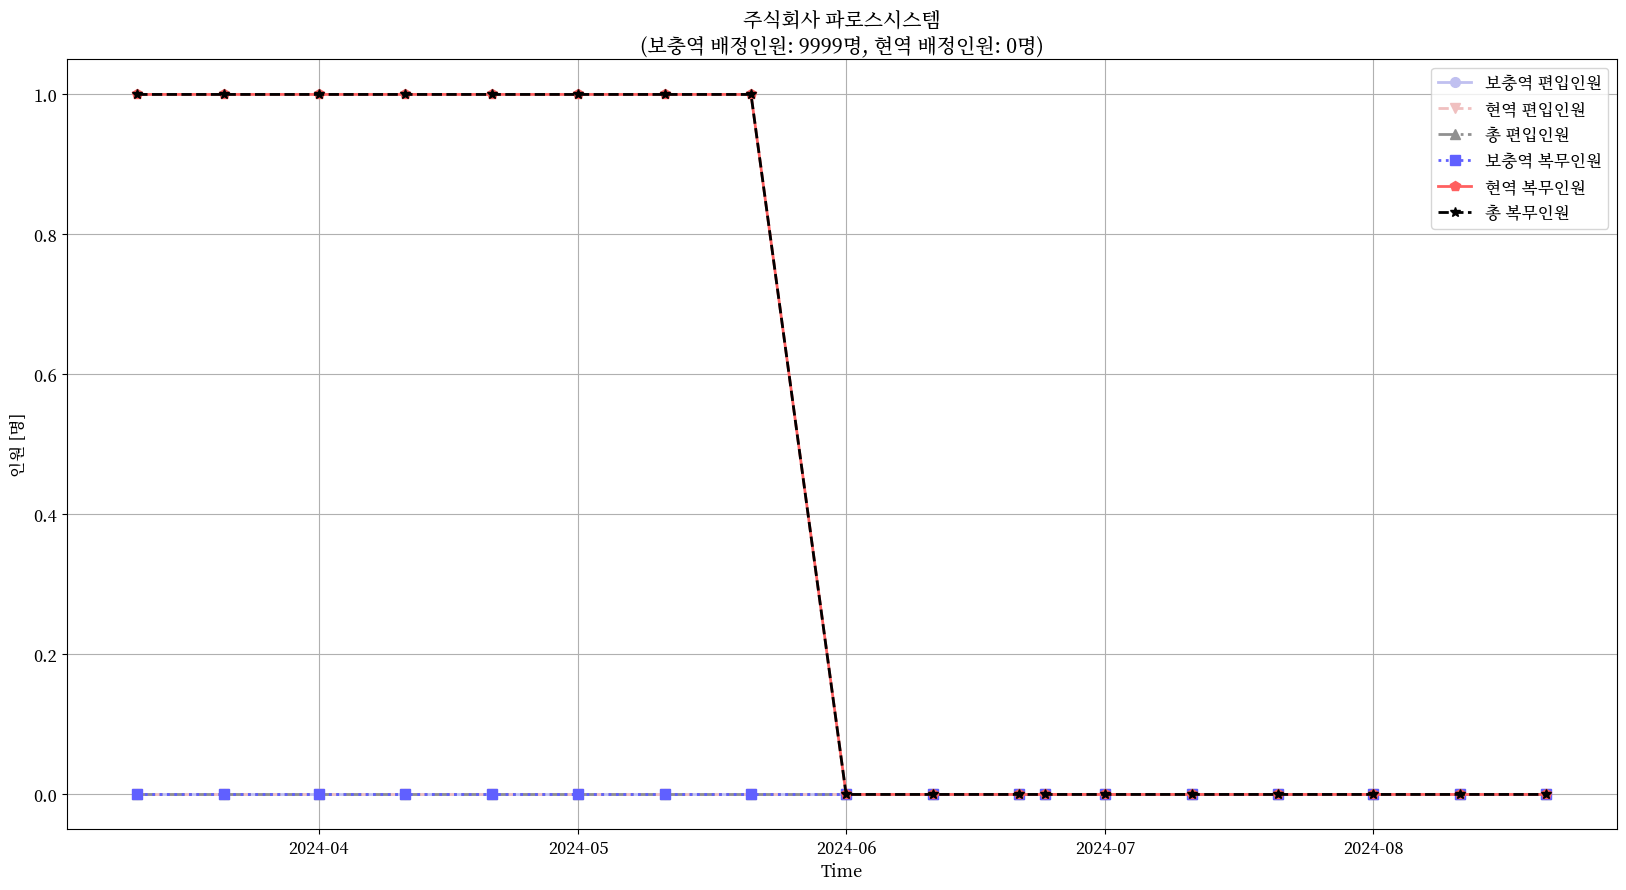 주식회사 파로스시스템
(보충역 배정인원: 9999명, 현역 배정인원: 0명)
보충역 편입인원
현역 편입인원
총 편입인원
보충역 복무인원
현역 복무인원
총 복무인원
인원 [명]
1.0
0.8
0.6
0.4
0.2
0.0
2024-04
2024-05
2024-06
2024-07
2024-08
Time